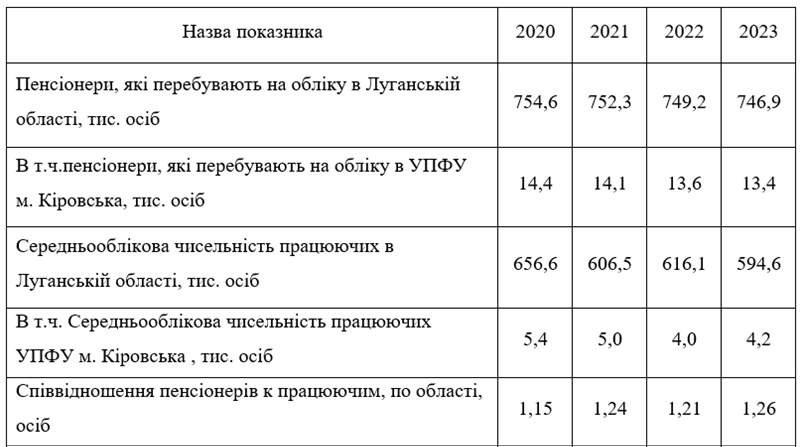 Назва показника 2020 2021 2022 2023
Пенсіонери, які перебувають на обліку в Луганській
області, тис. осіб 754,6 752,3 749,2 746,9
В т.ч.пенсіонери, які перебувають на обліку в УПФУ
м. Кіровська, тис. осіб 14,4 14,1 13,6 13,4
Середньооблікова чисельність працюючих в
Луганській області, тис. осіб 656,6 606,5 616,1 594,6
В т.ч. Середньооблікова чисельність працюючих
УПФУ м. Кіровська , тис. осіб 5,4 5,0 4,0 4,2
Співвідношення пенсіонерів к працюючим, по області,
осіб 1,15 1,24 1,21 1,26